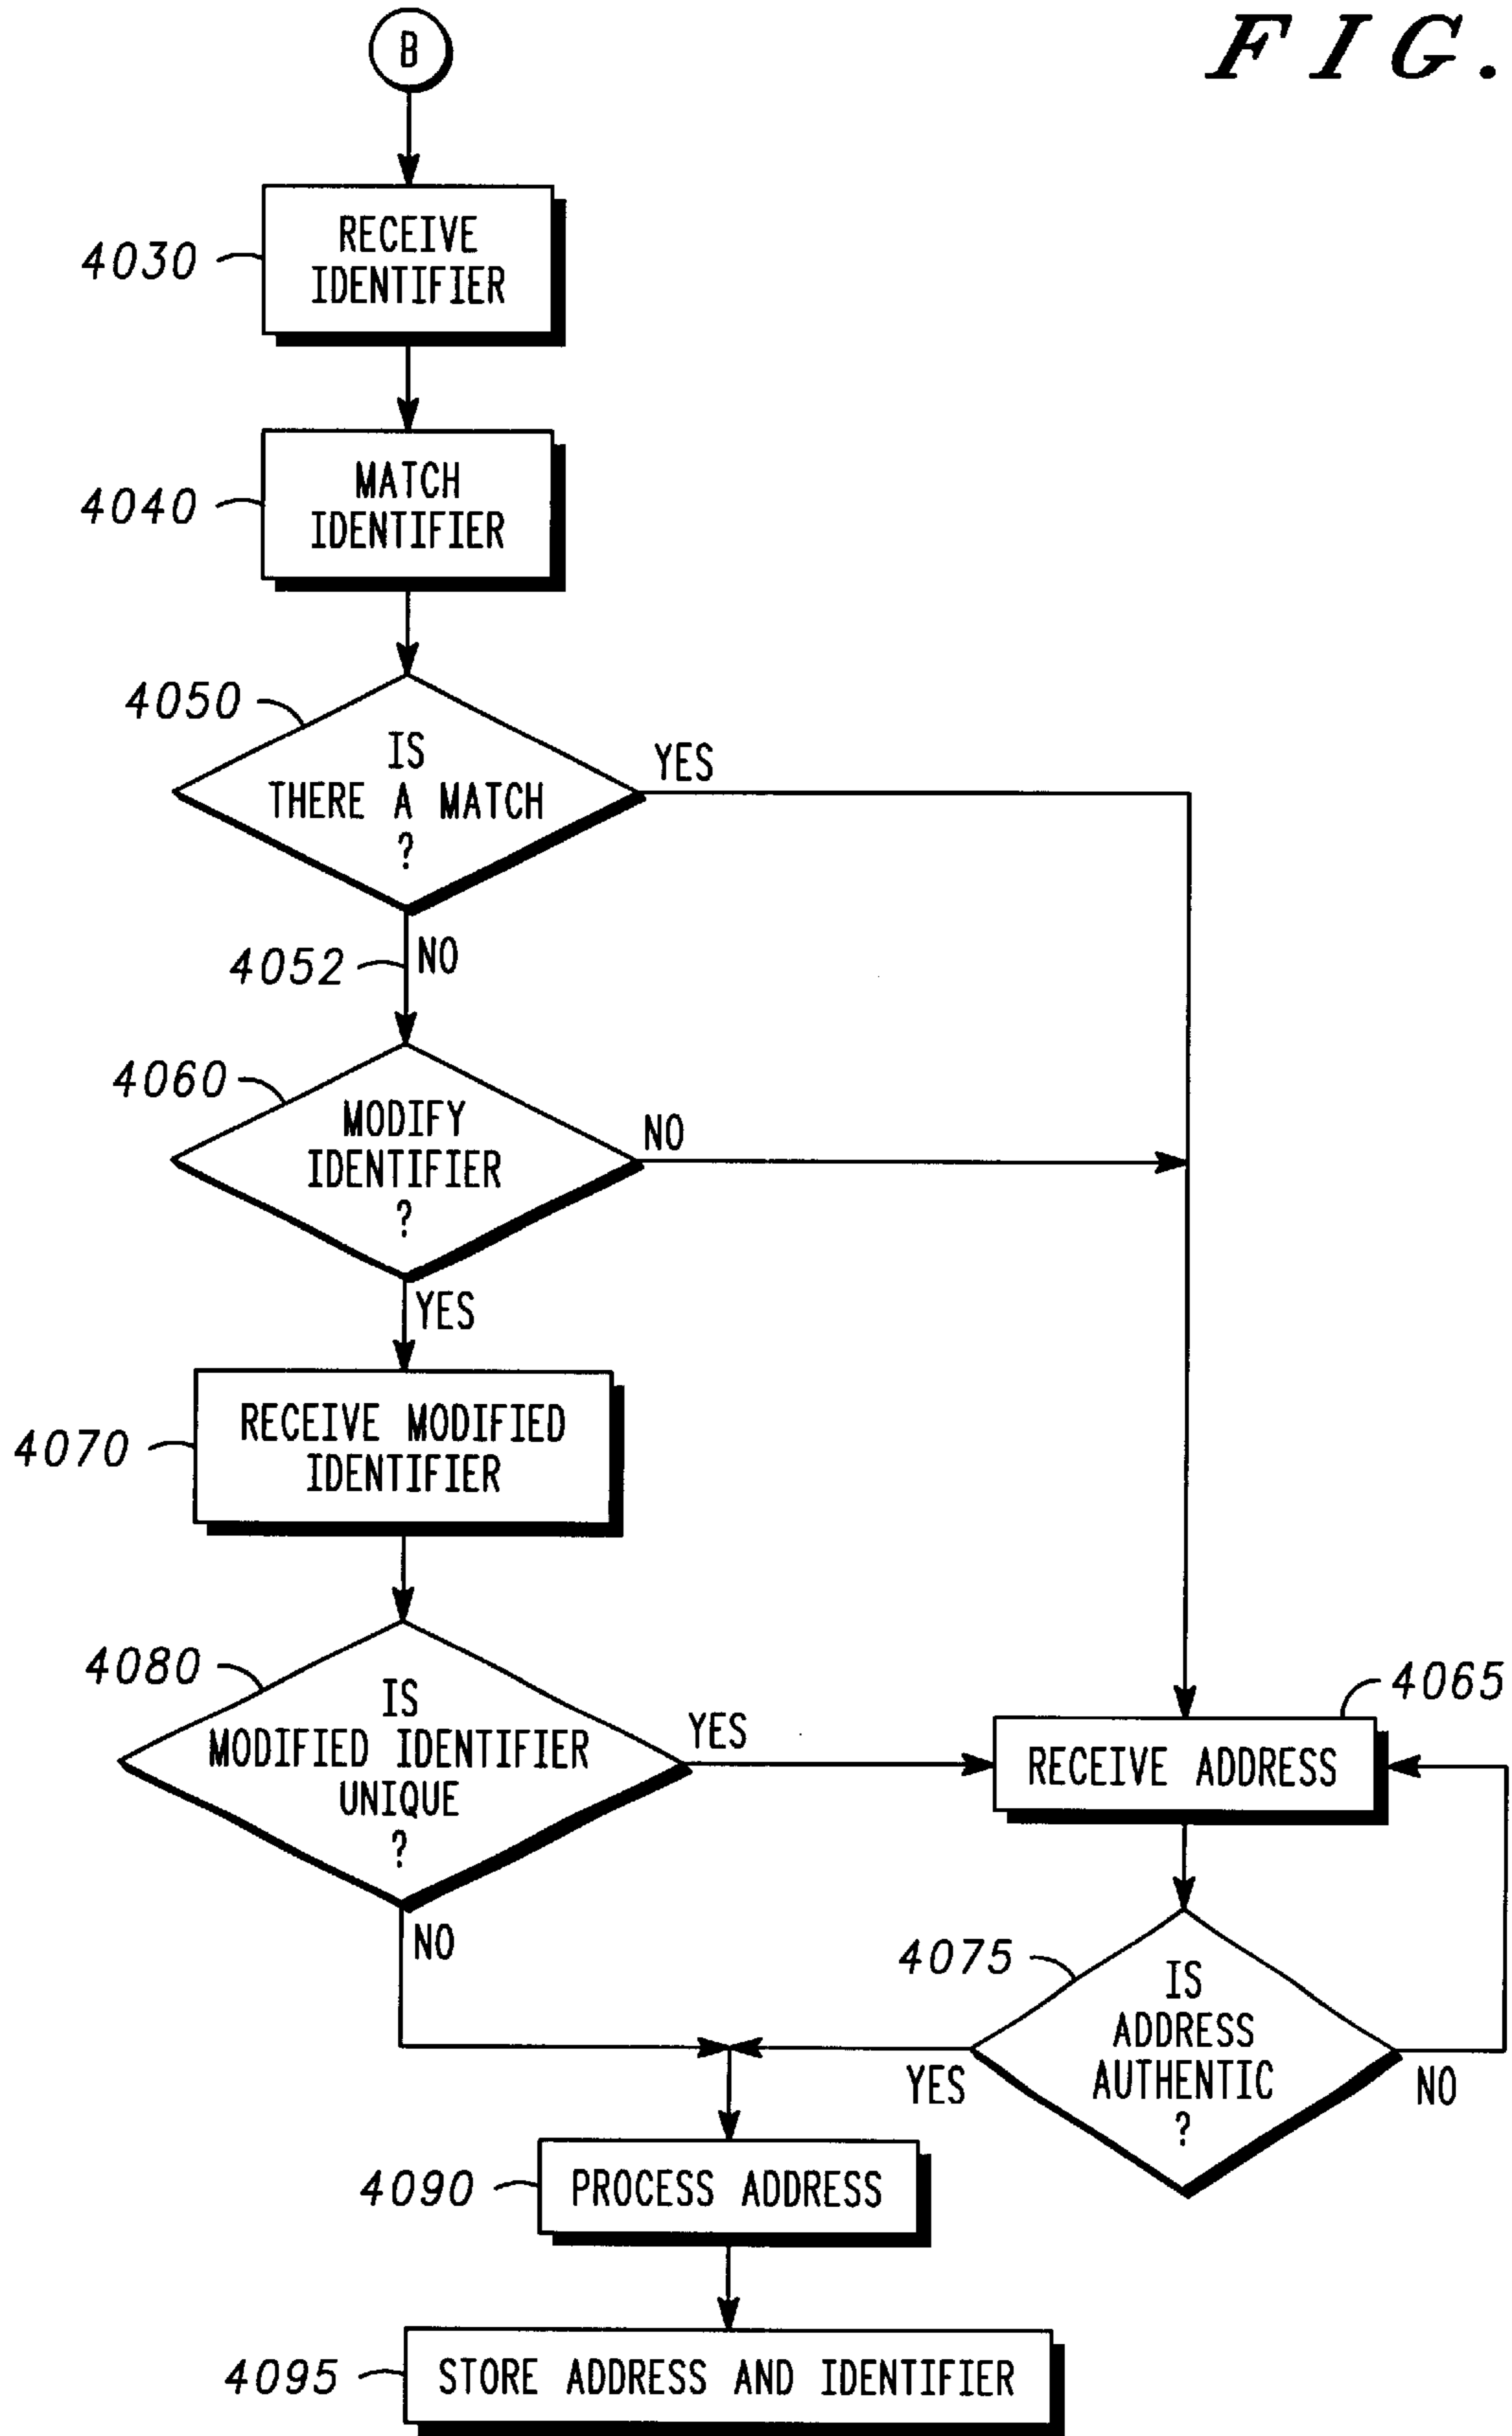 FIG.
B
4030
RECEIVE
IDENTIFIER
4040
MATCH
IDENTIFIER
4050
IS
THERE A MATCH
?
YES
4052
NO
4060
MODIFY
IDENTIFIER
?
NO
YES
4070
RECEIVE MODIFIED
IDENTIFIER
4080
IS
MODIFIED IDENTIFIER
UNIQUE
?
YES
NO
4065
RECEIVE ADDRESS
4075
IS
ADDRESS
AUTHENTIC
?
YES
NO
4090
PROCESS ADDRESS
4095
STORE ADDRESS AND IDENTIFIER